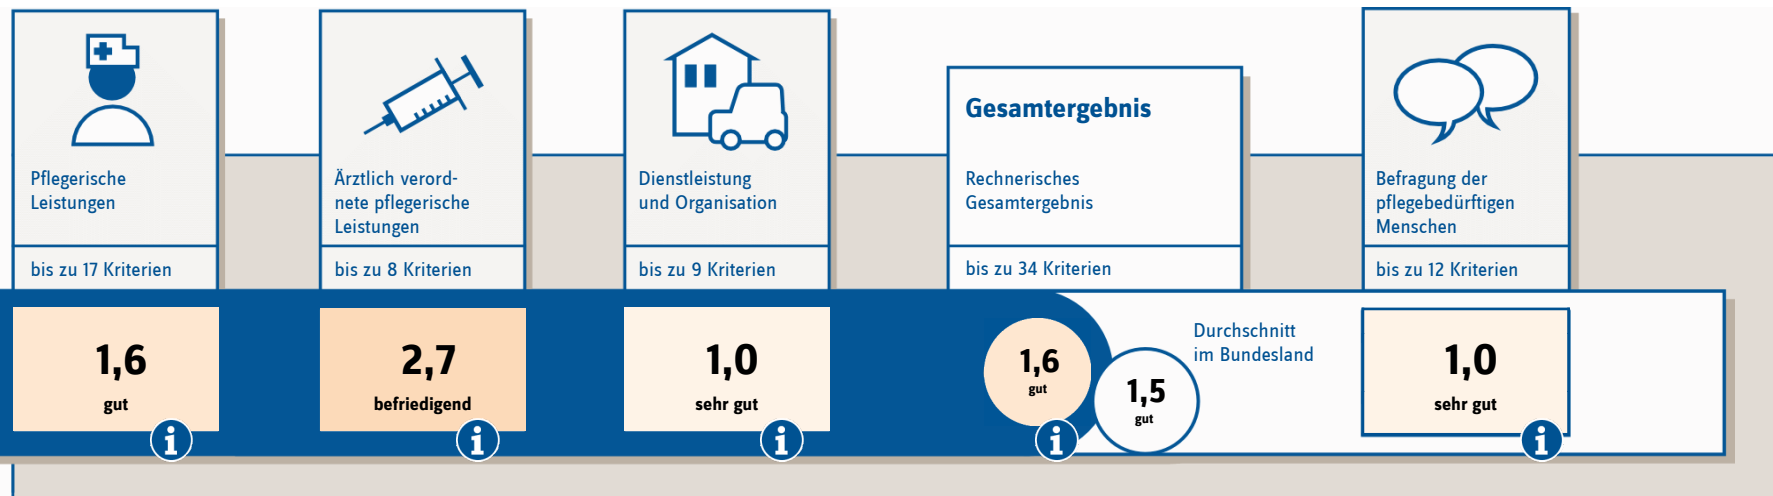 Pflegerische
Leistungen
bis zu 17 Kriterien
1,6
gut
i
Ärztlich verord-
nete pflegerische
Leistungen
bis zu 8 Kriterien
2,7
befriedigend
i
Dienstleistung
und Organisation
bis zu 9 Kriterien
1,0
sehr gut
i
Gesamtergebnis
Rechnerisches
Gesamtergebnis
bis zu 34 Kriterien
1,6
gut
i
1,5
gut
Durchschnitt
im Bundesland
Befragung der
pflegebedürftigen
Menschen
bis zu 12 Kriterien
1,0
sehr gut
i